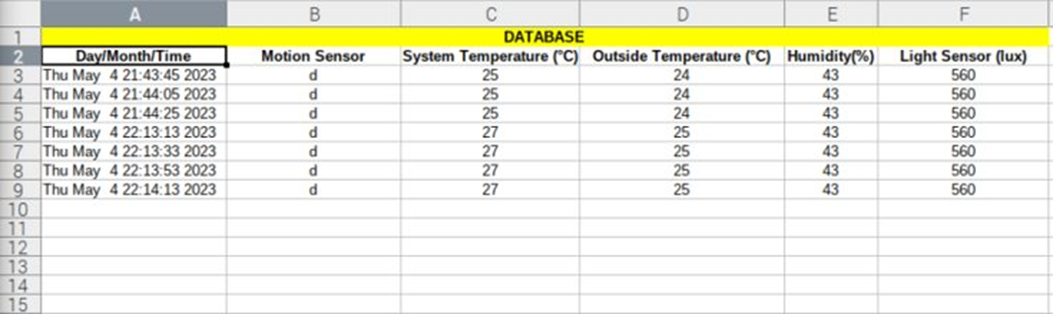 A B C D E F
1 DATABASE
2 Day/Month/Time Motion Sensor System Temperature (°C) Outside Temperature (°C) Humidity(%) Light Sensor (lux)
3 Thu May  4 21:43:45 2023 d 25 24 43 560
4 Thu May  4 21:44:05 2023 d 25 24 43 560
5 Thu May  4 21:44:25 2023 d 25 24 43 560
6 Thu May  4 22:13:13 2023 d 27 25 43 560
7 Thu May  4 22:13:33 2023 d 27 25 43 560
8 Thu May  4 22:13:53 2023 d 27 25 43 560
9 Thu May  4 22:14:13 2023 d 27 25 43 560
10
11
12
13
14
15